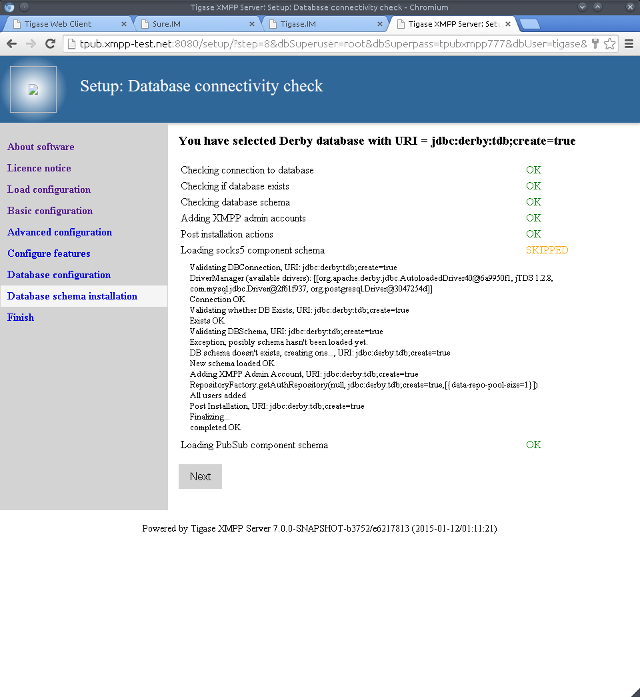 Tigase XMPP Server: Setup: Database connectivity check - Chromium
Tigase Web Client
Sure.IM
Tigase.IM
Tigase XMPP Server: Setu
tpub.xmpp-test.net:8080/setup/?step=8&dbSuperuser=root&dbSuperpass=tpubxmpp777&dbUser=tigase&
Setup: Database connectivity check
About software
Licence notice
Load configuration
Basic configuration
Advanced configuration
Configure features
Database configuration
Database schema installation
Finish
You have selected Derby database with URI = jdbc:derby:tdb;create=true
Checking connection to database OK
Checking if database exists OK
Checking database schema OK
Adding XMPP admin accounts OK
Post installation actions OK
Loading socks5 component schema SKIPPED
Validating DBConnection, URI: jdbc:derby:tdb;create=true
DriverManager (available drivers): [[org.apache.derby.jdbc.AutoloadedDriver40@6a9950f1, jTDS 1.2.8,
com.mysql.jdbc.Driver@2f61f937, org.postgresql.Driver@3047254d]]
Connection OK
Validating whether DB Exists, URI: jdbc:derby:tdb;create=true
Exists OK
Validating DBSchema, URI: jdbc:derby:tdb;create=true
Exception, posibly schema hasn't been loaded yet.
DB schema doesn't exists, creating one..., URI: jdbc:derby:tdb;create=true
New schema loaded OK
Adding XMPP Admin Account, URI: jdbc:derby:tdb;create=true
RepositoryFactory.getAuthRepository(null, jdbc:derby:tdb;create=true,[{data-repo-pool-size=1}])
All users added
Post Installation, URI: jdbc:derby:tdb;create=true
Finalizing...
completed OK
Loading PubSub component schema OK
Next
Powered by Tigase XMPP Server 7.0.0-SNAPSHOT-b3752/e6217813 (2015-01-12/01:11:21)